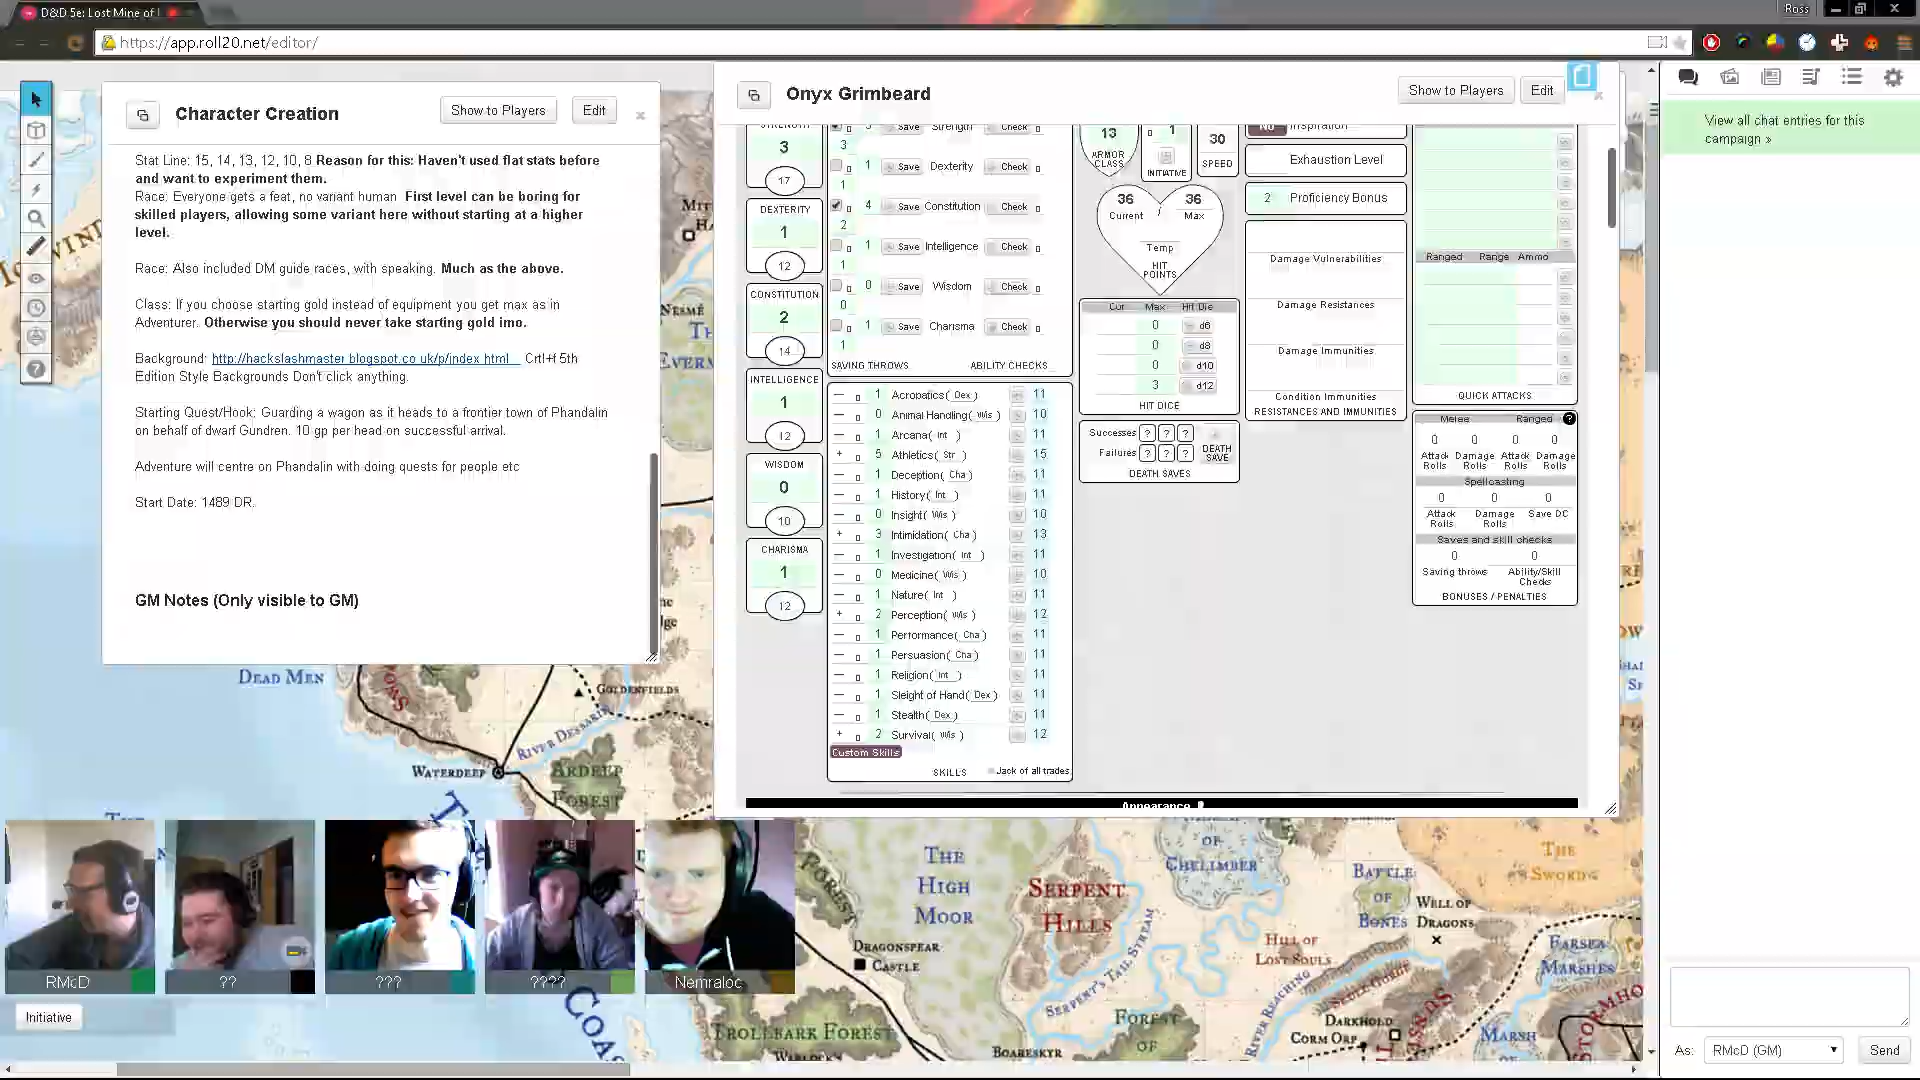 D&D 5e: Lost Mine of
Ross
https://app.roll20.net/editor/
Character Creation
Show to Players
Edit
Stat Line: 15, 14, 13, 12, 10, 8 Reason for this: Haven't used flat stats before
and want to experiment them.
Race: Everyone gets a feat, no variant human First level can be boring for
skilled players, allowing some variant here without starting at a higher
level.
Race: Also included DM guide races, with speaking. Much as the above.
Class: If you choose starting gold instead of equipment you get max as in
Adventurer. Otherwise you should never take starting gold imo.
Background: http://hackslashmaster.blogspot.co.uk/p/index.html Crtl+f 5th
Edition Style Backgrounds Don't click anything.
Starting Quest/Hook: Guarding a wagon as it heads to a frontier town of Phandalin
on behalf of dwarf Gundren. 10 gp per head on successful arrival.
Adventure will centre on Phandalin with doing quests for people etc
Start Date: 1489 DR.
GM Notes (Only visible to GM)
Onyx Grimbeard
Show to Players
Edit
STRENGTH
3
17
DEXTERITY
1
12
CONSTITUTION
2
14
INTELLIGENCE
1
12
WISDOM
0
10
CHARISMA
1
12
Save Strength Check
3
1 Save Dexterity Check
1
4 Save Constitution Check
2
1 Save Intelligence Check
1
0 Save Wisdom Check
0
1 Save Charisma Check
1
SAVING THROWS ABILITY CHECKS
— 1 Acrobatics( Dex ) 11
— 0 Animal Handling( Wis ) 10
— 1 Arcana( Int ) 11
+ 5 Athletics( Str ) 15
— 1 Deception( Cha ) 11
— 1 History( Int ) 11
— 0 Insight( Wis ) 10
+ 3 Intimidation( Cha ) 13
— 1 Investigation( Int ) 11
— 0 Medicine( Wis ) 10
— 1 Nature( Int ) 11
+ 2 Perception( Wis ) 12
— 1 Performance( Cha ) 11
— 1 Persuasion( Cha ) 11
— 1 Religion( Int ) 11
— 1 Sleight of Hand( Dex ) 11
— 1 Stealth( Dex ) 11
+ 2 Survival( Wis ) 12
Custom Skills
SKILLS Jack of all trades
13
ARMOR
CLASS
1
INITIATIVE
30
SPEED
36 / 36
Current Max
Temp
HIT
POINTS
Cur Max Hit Die
0 d6
0 d8
0 d10
3 d12
HIT DICE
Successes ? ? ?
Failures ? ? ?
DEATH
SAVE
DEATH SAVES
No Inspiration
Exhaustion Level
2 Proficiency Bonus
Damage Vulnerabilities
Damage Resistances
Damage Immunities
Condition Immunities
RESISTANCES AND IMMUNITIES
Ranged Range Ammo
QUICK ATTACKS
Melee Ranged ?
0 0 0 0
Attack Rolls Damage Rolls Attack Rolls Damage Rolls
Spellcasting
0 0 0
Attack Rolls Damage Rolls Save DC
Saves and skill checks
0 0
Saving throws Ability/Skill Checks
BONUSES / PENALTIES
Appearance
View all chat entries for this
campaign »
NESMÉ
DEAD MEN
GOLDENFIELDS
RIVER DESSARIN
WATERDEEP
ARDEEP
FOREST
THE
HIGH
MOOR
SERPENT
HILLS
DRAGONSPEAR
CASTLE
SERPENT'S TAIL STREAM
OF
CHELIMBER
BATTLE
OF
BONES
WELL OF
DRAGONS
THE
SWORDS
HILL OF
LOST SOULS
FARSEA
MARSHES
RIVER REACHING
TROLLBARK FOREST
BOARESKYR
FOREST
OF
DARKHOLD
CORM ORP
MARSH
OF
RMcD
??
???
????
Nemraloc
Initiative
As:
RMcD (GM)
Send